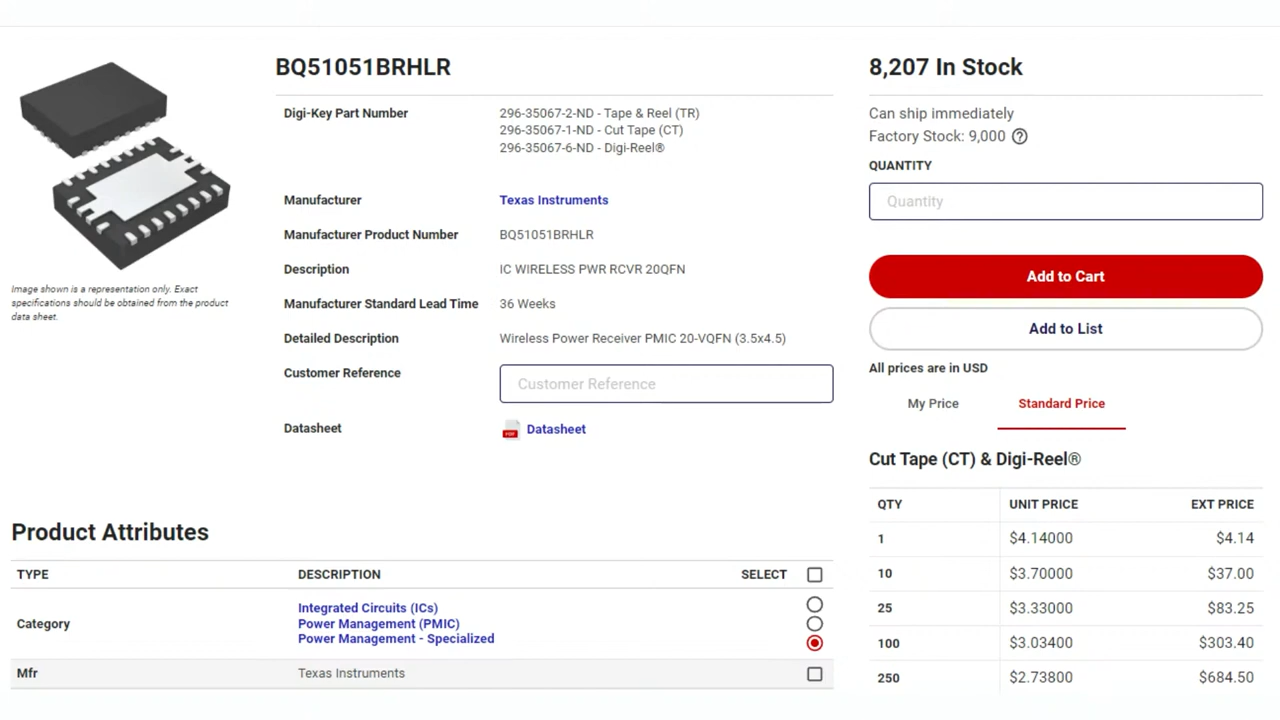 BQ51051BRHLR
Digi-Key Part Number
296-35067-2-ND - Tape & Reel (TR)
296-35067-1-ND - Cut Tape (CT)
296-35067-6-ND - Digi-Reel®
Manufacturer
Texas Instruments
Manufacturer Product Number
BQ51051BRHLR
Description
IC WIRELESS PWR RCVR 20QFN
Manufacturer Standard Lead Time
36 Weeks
Detailed Description
Wireless Power Receiver PMIC 20-VQFN (3.5x4.5)
Customer Reference
Customer Reference
Datasheet
PDF
Datasheet
Image shown is a representation only. Exact
specifications should be obtained from the product
data sheet.
8,207 In Stock
Can ship immediately
Factory Stock: 9,000 ?
QUANTITY
Quantity
Add to Cart
Add to List
All prices are in USD
My Price
Standard Price
Cut Tape (CT) & Digi-Reel®
QTY UNIT PRICE EXT PRICE
1 $4.14000 $4.14
10 $3.70000 $37.00
25 $3.33000 $83.25
100 $3.03400 $303.40
250 $2.73800 $684.50
Product Attributes
TYPE DESCRIPTION SELECT
Category
Integrated Circuits (ICs)
Power Management (PMIC)
Power Management - Specialized
Mfr Texas Instruments